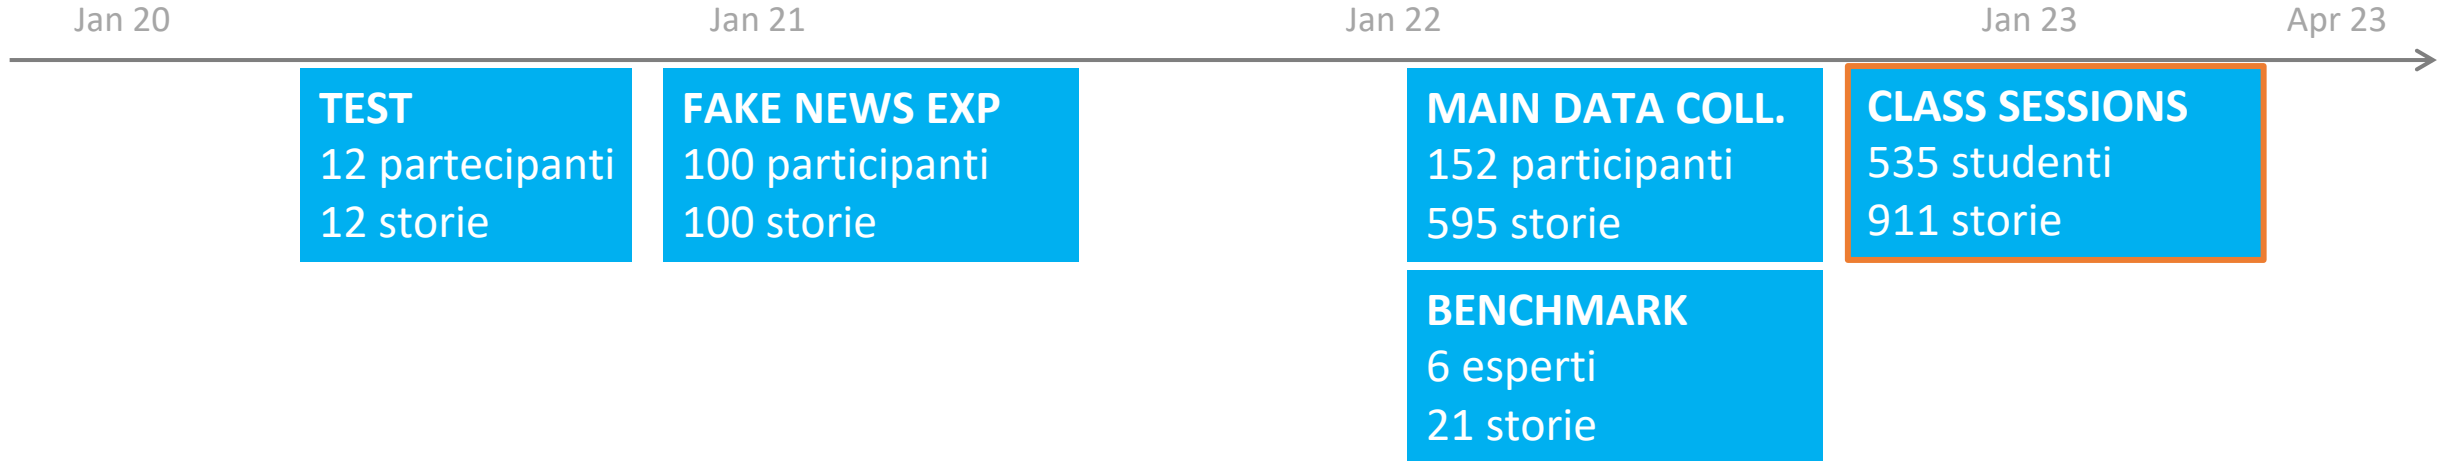 Jan 20
Jan 21
Jan 22
Jan 23
Apr 23
TEST
12 partecipanti
12 storie
FAKE NEWS EXP
100 participanti
100 storie
MAIN DATA COLL.
152 participanti
595 storie
CLASS SESSIONS
535 studenti
911 storie
BENCHMARK
6 esperti
21 storie